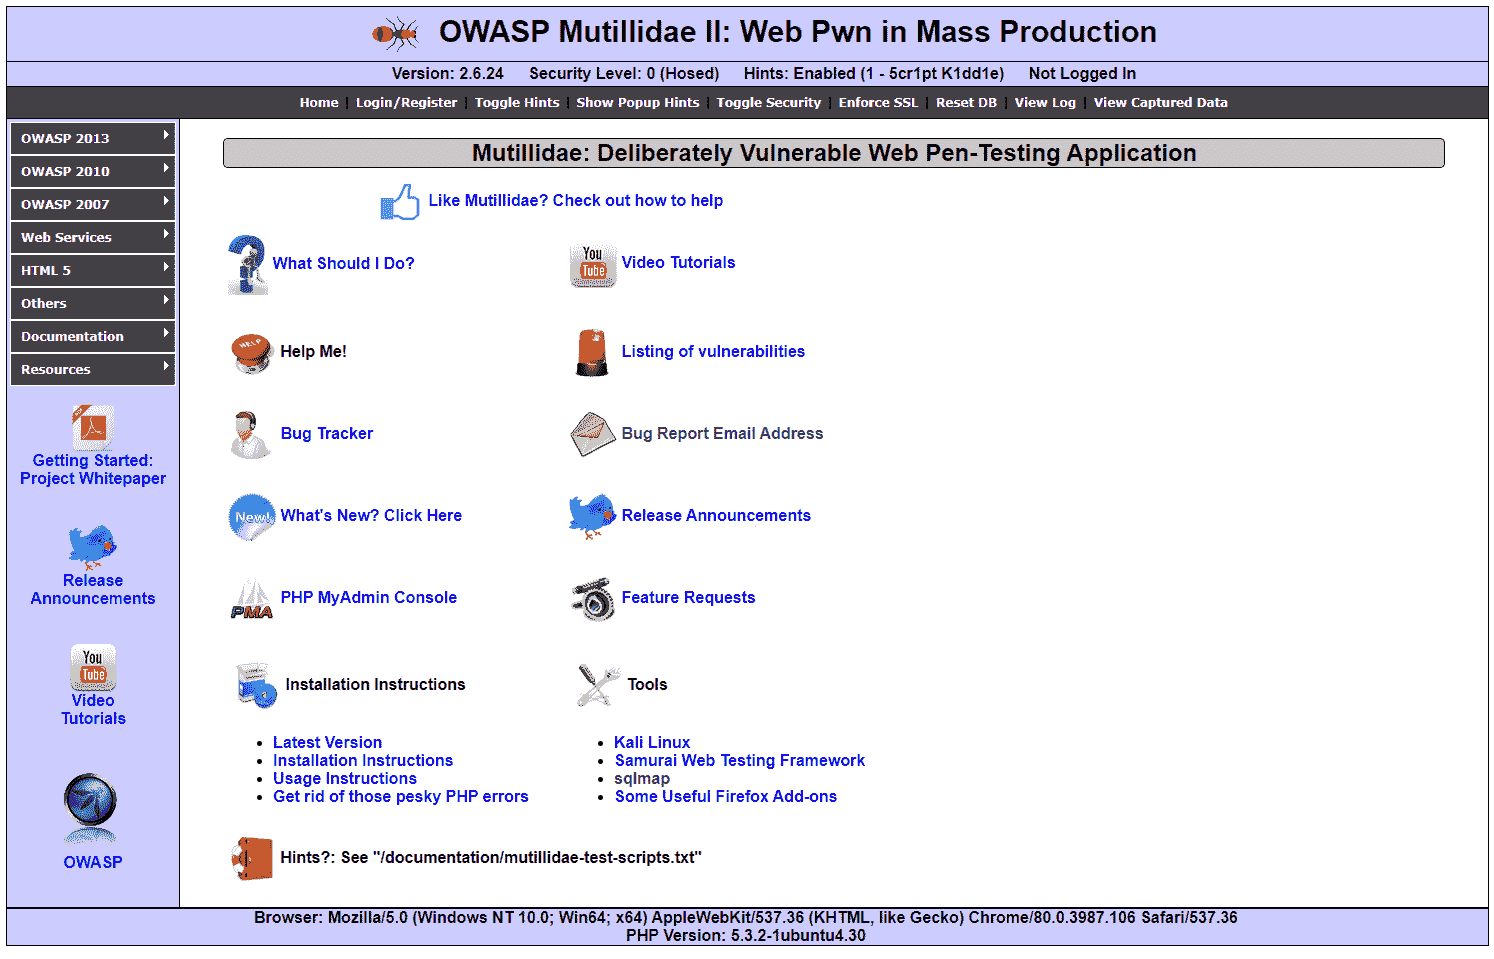 OWASP Mutillidae II: Web Pwn in Mass Production
Version: 2.6.24 Security Level: 0 (Hosed) Hints: Enabled (1 - 5cr1pt K1dd1e) Not Logged In
Home | Login/Register | Toggle Hints | Show Popup Hints | Toggle Security | Enforce SSL | Reset DB | View Log | View Captured Data
OWASP 2013
OWASP 2010
OWASP 2007
Web Services
HTML 5
Others
Documentation
Resources
Getting Started:
Project Whitepaper
Release
Announcements
You
Tube
Video
Tutorials
OWASP
Mutillidae: Deliberately Vulnerable Web Pen-Testing Application
Like Mutillidae? Check out how to help
What Should I Do?
You
Tube
Video Tutorials
HELP
Help Me!
Listing of vulnerabilities
Bug Tracker
Bug Report Email Address
New!
What's New? Click Here
Release Announcements
PMA
PHP MyAdmin Console
Feature Requests
Installation Instructions
Tools
Latest Version
Installation Instructions
Usage Instructions
Get rid of those pesky PHP errors
Kali Linux
Samurai Web Testing Framework
sqlmap
Some Useful Firefox Add-ons
Hints?: See "/documentation/mutillidae-test-scripts.txt"
Browser: Mozilla/5.0 (Windows NT 10.0; Win64; x64) AppleWebKit/537.36 (KHTML, like Gecko) Chrome/80.0.3987.106 Safari/537.36
PHP Version: 5.3.2-1ubuntu4.30